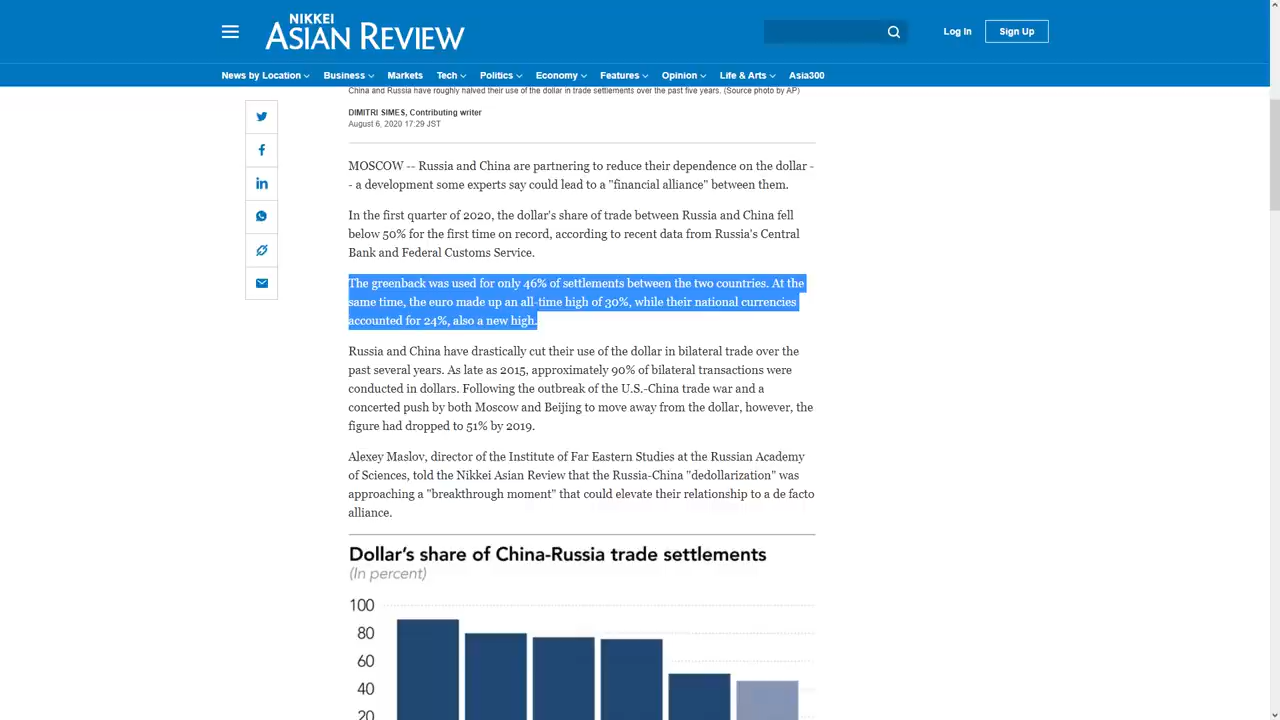 NIKKEI
ASIAN REVIEW
Log In
Sign Up
News by Location
Business
Markets
Tech
Politics
Economy
Features
Opinion
Life & Arts
Asia300
China and Russia have roughly halved their use of the dollar in trade settlements over the past five years. (Source photo by AP)
DIMITRI SIMES, Contributing writer
August 6, 2020 17:29 JST
MOSCOW -- Russia and China are partnering to reduce their dependence on the dollar -
- a development some experts say could lead to a "financial alliance" between them.
In the first quarter of 2020, the dollar's share of trade between Russia and China fell
below 50% for the first time on record, according to recent data from Russia's Central
Bank and Federal Customs Service.
The greenback was used for only 46% of settlements between the two countries. At the
same time, the euro made up an all-time high of 30%, while their national currencies
accounted for 24%, also a new high.
Russia and China have drastically cut their use of the dollar in bilateral trade over the
past several years. As late as 2015, approximately 90% of bilateral transactions were
conducted in dollars. Following the outbreak of the U.S.-China trade war and a
concerted push by both Moscow and Beijing to move away from the dollar, however, the
figure had dropped to 51% by 2019.
Alexey Maslov, director of the Institute of Far Eastern Studies at the Russian Academy
of Sciences, told the Nikkei Asian Review that the Russia-China "dedollarization" was
approaching a "breakthrough moment" that could elevate their relationship to a de facto
alliance.
Dollar's share of China-Russia trade settlements
(In percent)
100
80
60
40
20